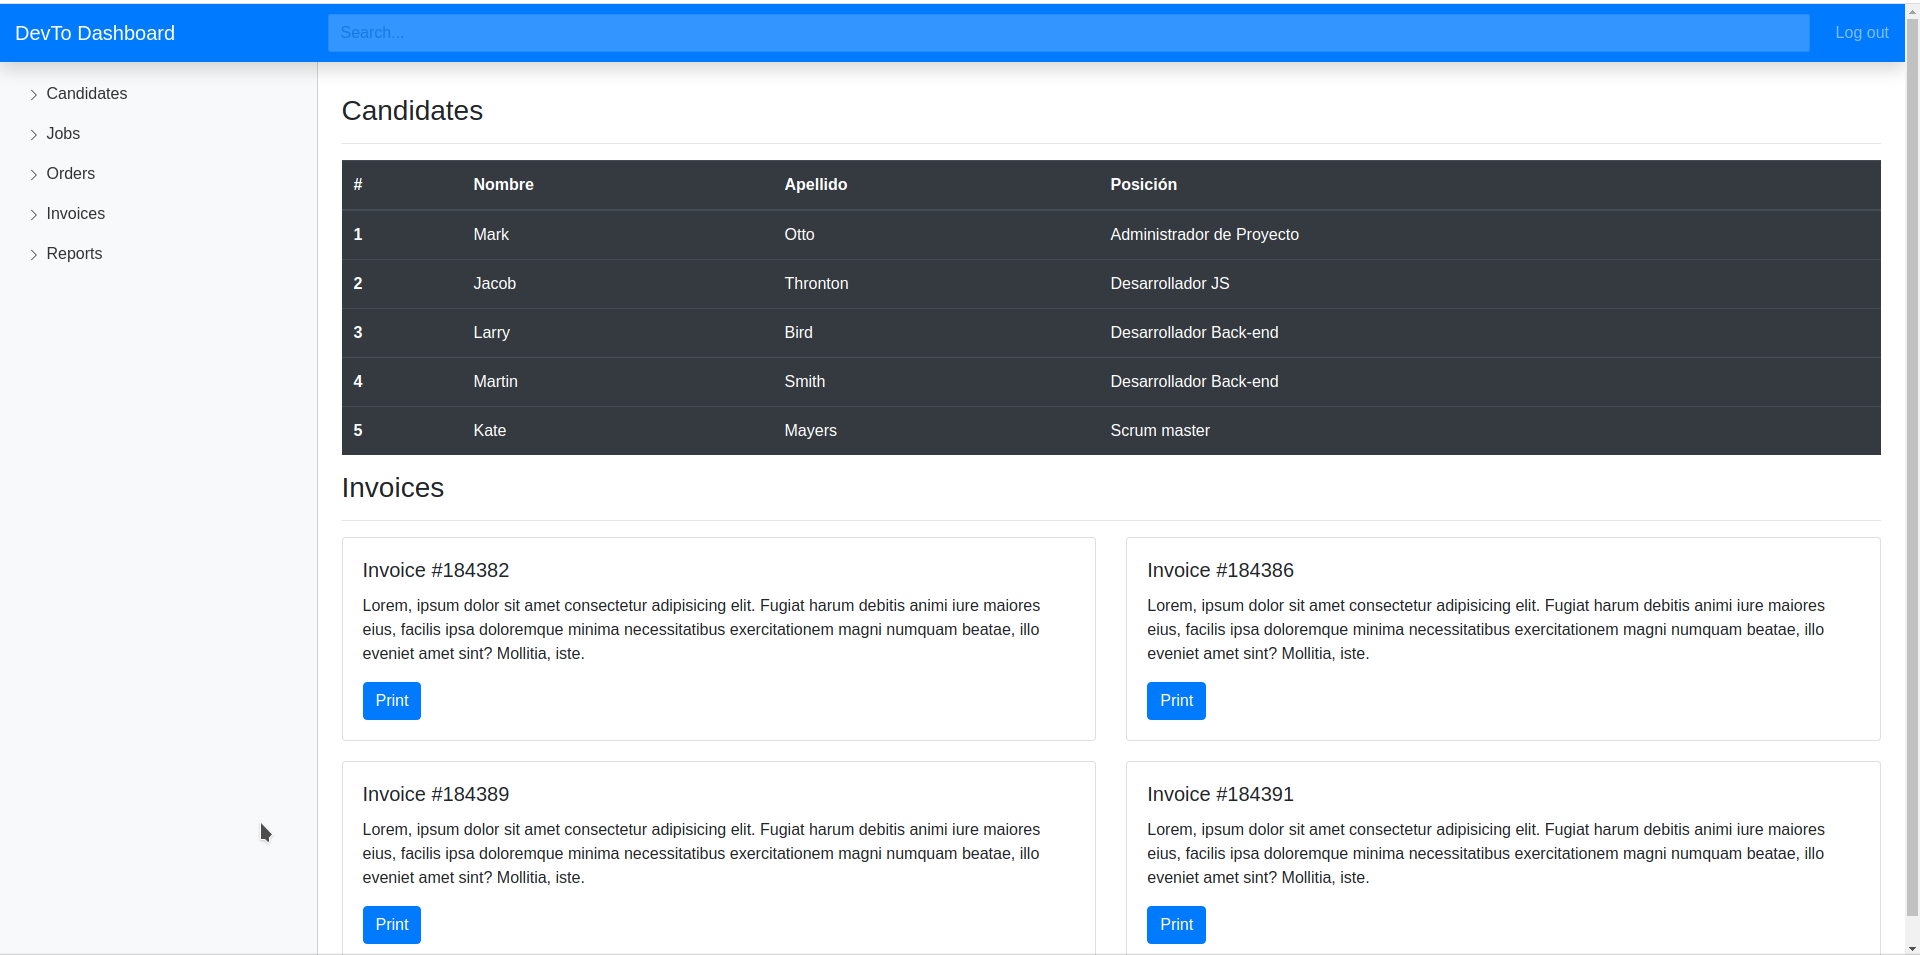 DevTo Dashboard
Search...
Log out
Candidates
Jobs
Orders
Invoices
Reports
Candidates
# Nombre Apellido Posición
1 Mark Otto Administrador de Proyecto
2 Jacob Thronton Desarrollador JS
3 Larry Bird Desarrollador Back-end
4 Martin Smith Desarrollador Back-end
5 Kate Mayers Scrum master
Invoices
Invoice #184382
Lorem, ipsum dolor sit amet consectetur adipisicing elit. Fugiat harum debitis animi iure maiores
eius, facilis ipsa doloremque minima necessitatibus exercitationem magni numquam beatae, illo
eveniet amet sint? Mollitia, iste.
Print
Invoice #184386
Lorem, ipsum dolor sit amet consectetur adipisicing elit. Fugiat harum debitis animi iure maiores
eius, facilis ipsa doloremque minima necessitatibus exercitationem magni numquam beatae, illo
eveniet amet sint? Mollitia, iste.
Print
Invoice #184389
Lorem, ipsum dolor sit amet consectetur adipisicing elit. Fugiat harum debitis animi iure maiores
eius, facilis ipsa doloremque minima necessitatibus exercitationem magni numquam beatae, illo
eveniet amet sint? Mollitia, iste.
Print
Invoice #184391
Lorem, ipsum dolor sit amet consectetur adipisicing elit. Fugiat harum debitis animi iure maiores
eius, facilis ipsa doloremque minima necessitatibus exercitationem magni numquam beatae, illo
eveniet amet sint? Mollitia, iste.
Print